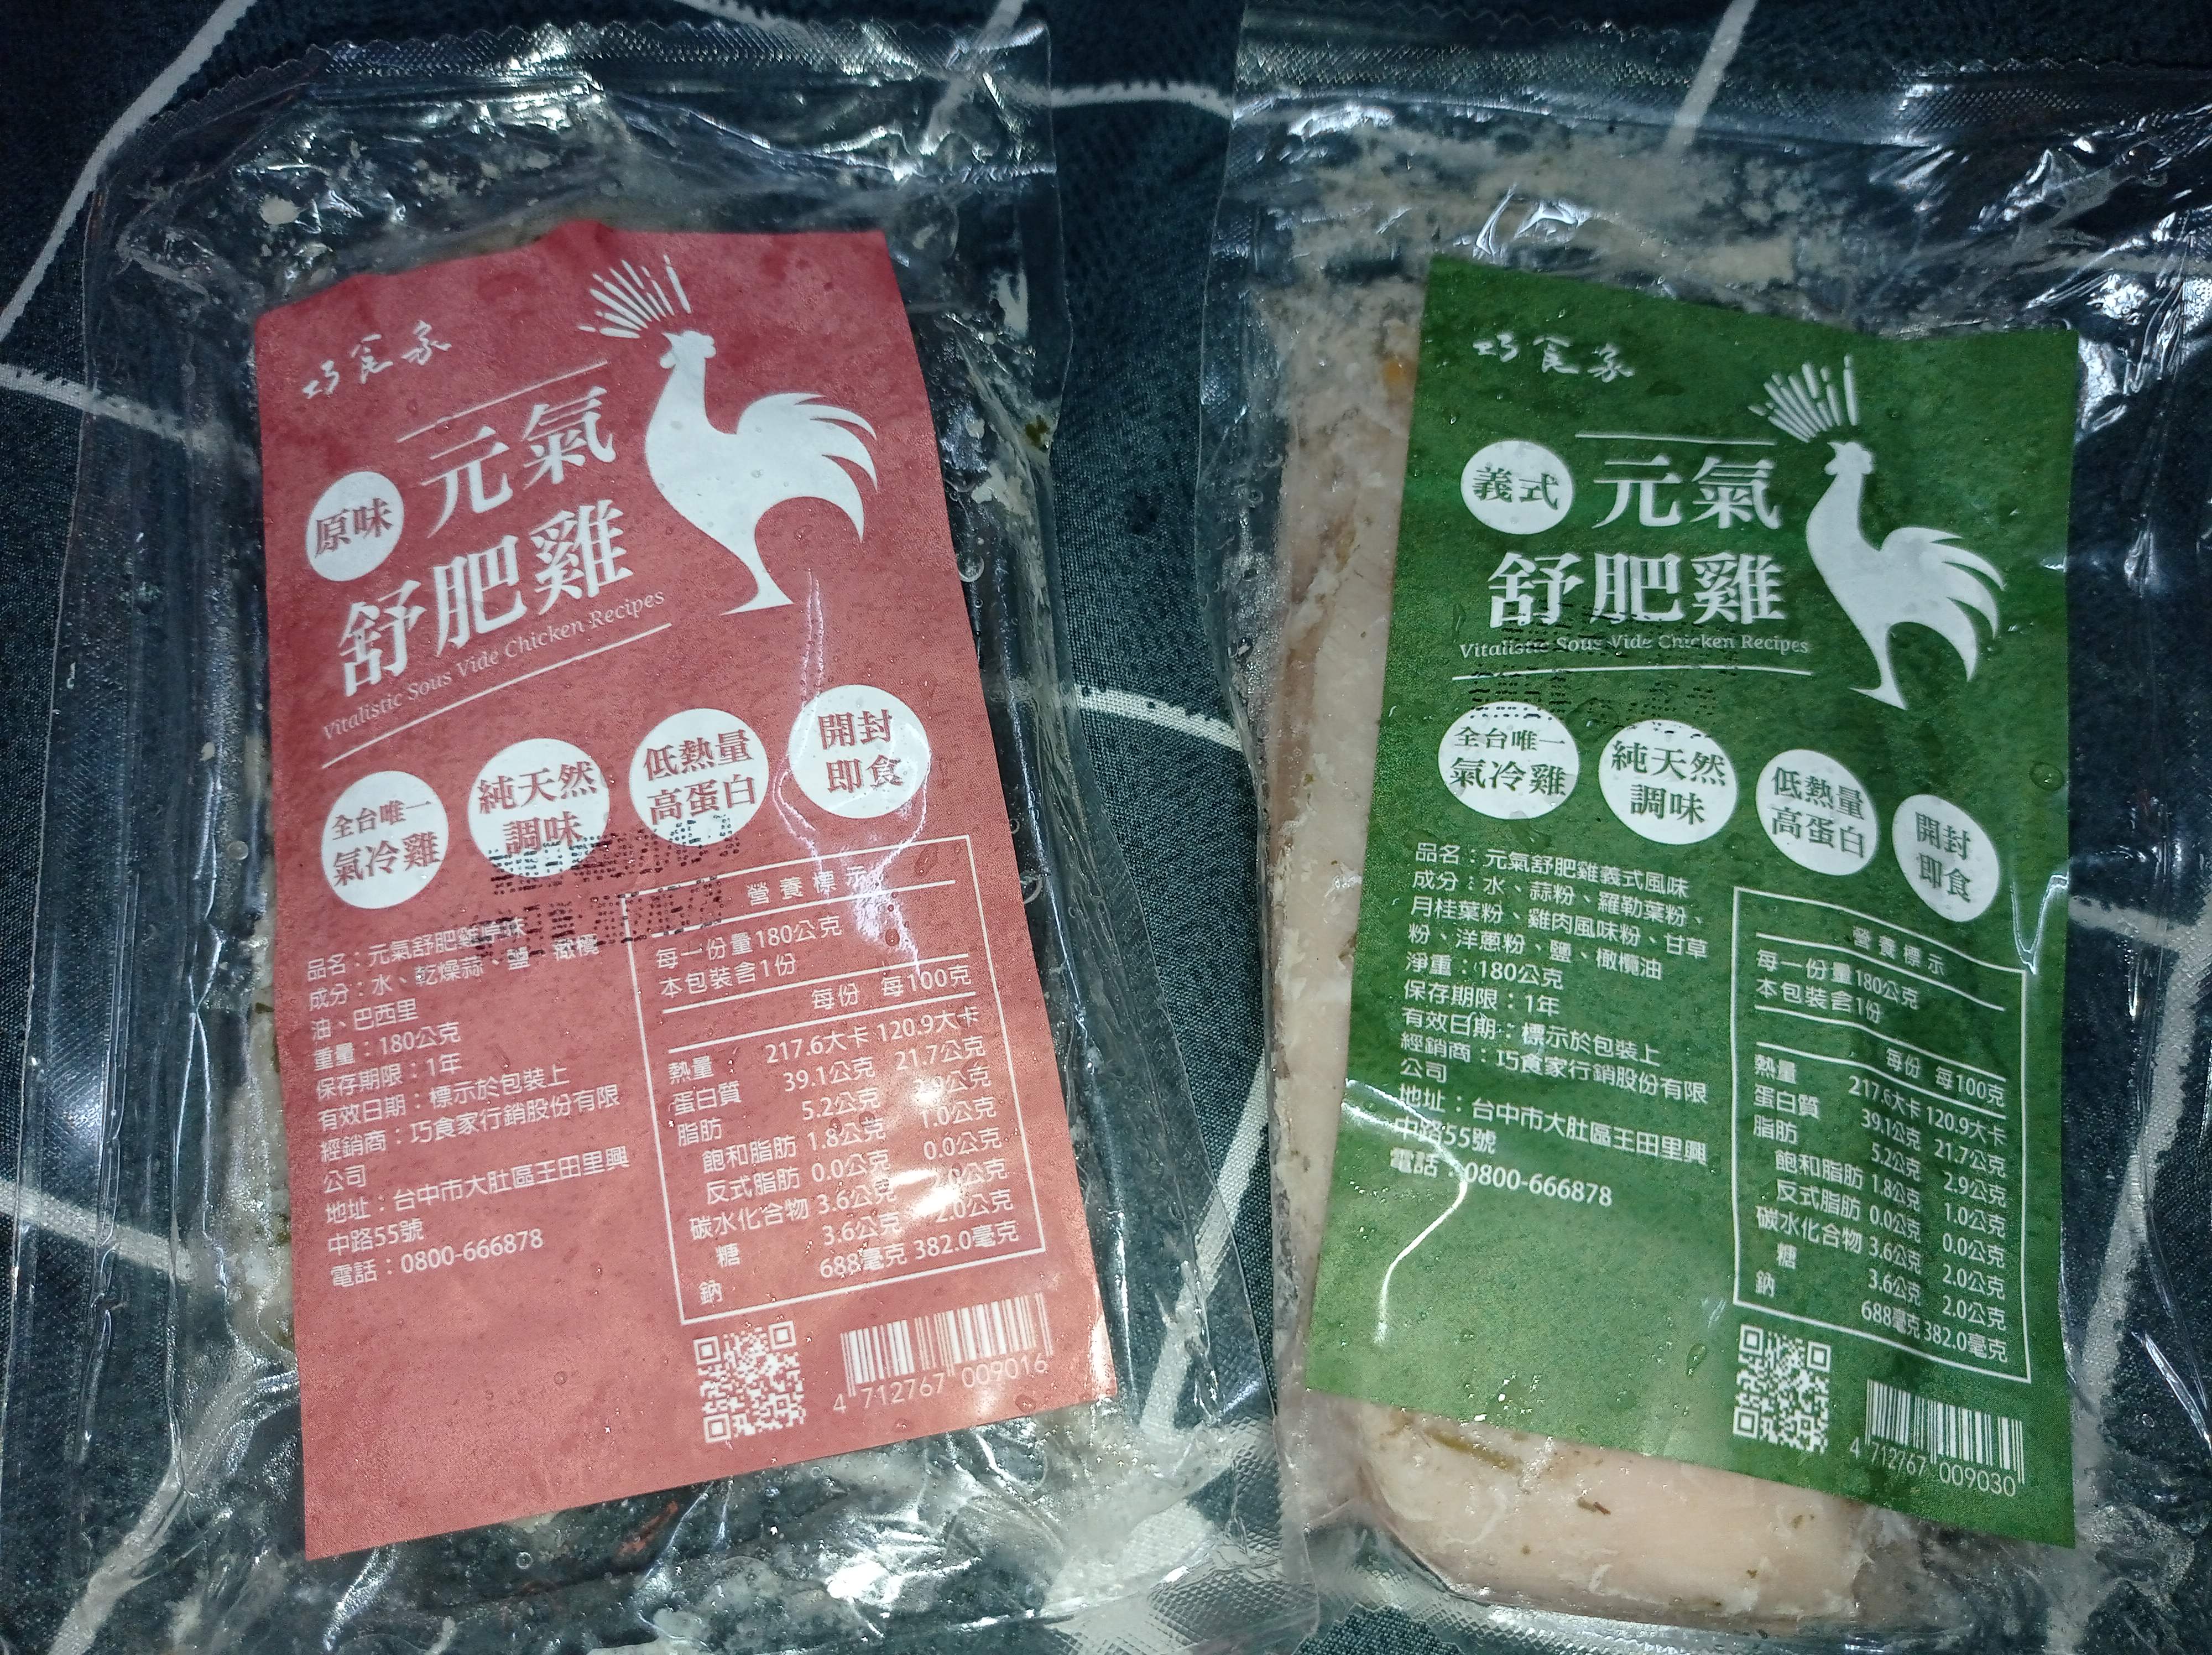 巧食家
原味
元氣
舒肥雞
Vitalistic Sous Vide Chicken Recipes
全台唯一
氣冷雞
純天然
調味
低熱量
高蛋白
開封
即食
品名：元氣舒肥雞原味
成分：水、乾燥蒜、鹽、橄欖
油、巴西里
重量：180公克
保存期限：1年
有效日期：標示於包裝上
經銷商：巧食家行銷股份有限
公司
地址：台中市大肚區王田里興
中路55號
電話：0800-666878
營養標示
每一份量180公克
本包裝含1份
每份 每100克
熱量 217.6大卡 120.9大卡
蛋白質 39.1公克 21.7公克
脂肪 5.2公克 2.9公克
飽和脂肪 1.8公克 1.0公克
反式脂肪 0.0公克 0.0公克
碳水化合物 3.6公克 2.0公克
糖 3.6公克 2.0公克
鈉 688毫克 382.0毫克
4 712767 009016
巧食家
義式
元氣
舒肥雞
Vitalistic Sous Vide Chicken Recipes
全台唯一
氣冷雞
純天然
調味
低熱量
高蛋白
開封
即食
品名：元氣舒肥雞義式風味
成分：水、蒜粉、羅勒葉粉、
月桂葉粉、雞肉風味粉、甘草
粉、洋蔥粉、鹽、橄欖油
淨重：180公克
保存期限：1年
有效日期：標示於包裝上
經銷商：巧食家行銷股份有限
公司
地址：台中市大肚區王田里興
中路55號
電話：0800-666878
營養標示
每一份量180公克
本包裝含1份
每份 每100克
熱量 217.6大卡 120.9大卡
蛋白質 39.1公克 21.7公克
脂肪 5.2公克 2.9公克
飽和脂肪 1.8公克 1.0公克
反式脂肪 0.0公克 0.0公克
碳水化合物 3.6公克 2.0公克
糖 3.6公克 2.0公克
鈉 688毫克 382.0毫克
4 712767 009030